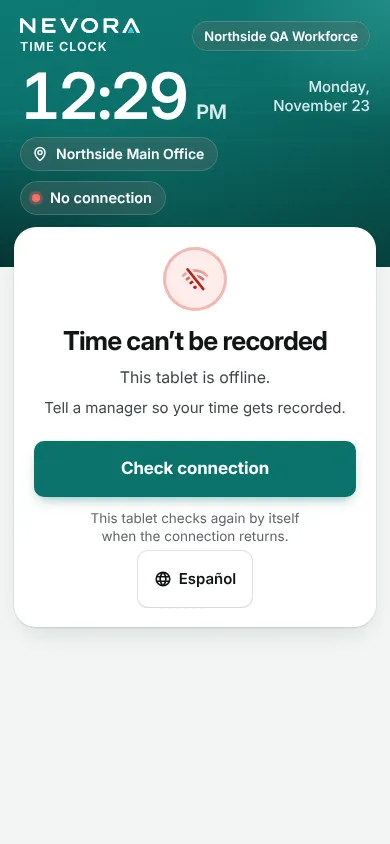 NEVORA
TIME CLOCK
Northside QA Workforce
12:29 PM
Monday,
November 23
Northside Main Office
No connection
Time can’t be recorded
This tablet is offline.
Tell a manager so your time gets recorded.
Check connection
This tablet checks again by itself
when the connection returns.
Español